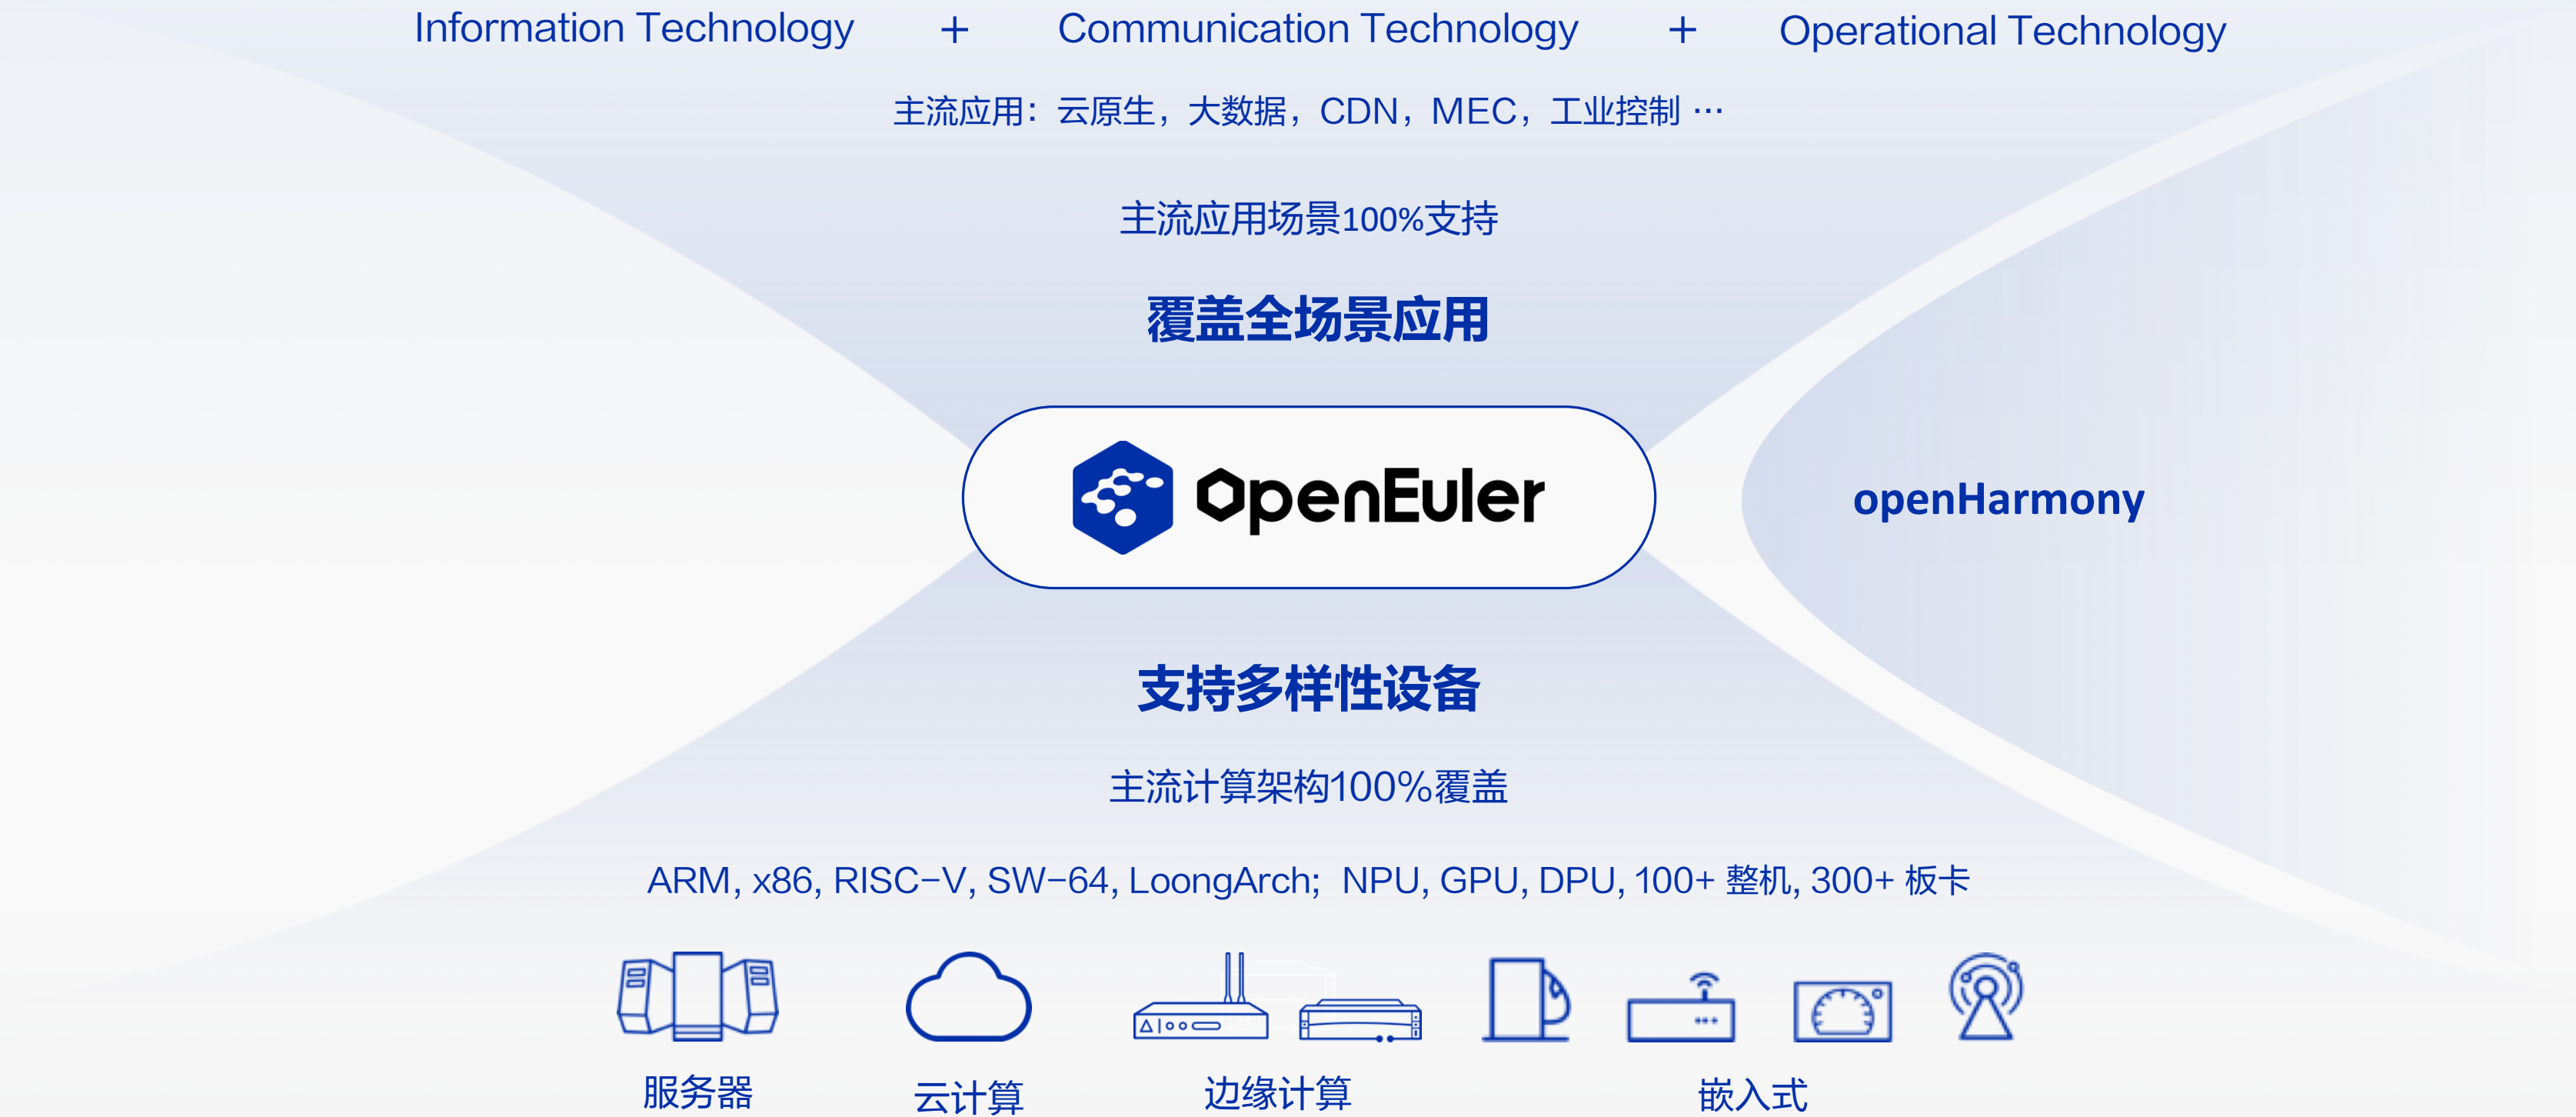 Information Technology + Communication Technology + Operational Technology
主流应用：云原生，大数据，CDN，MEC，工业控制 …
主流应用场景100%支持
覆盖全场景应用
openEuler
openHarmony
支持多样性设备
主流计算架构100%覆盖
ARM, x86, RISC-V, SW-64, LoongArch; NPU, GPU, DPU, 100+ 整机, 300+ 板卡
服务器 云计算 边缘计算 嵌入式